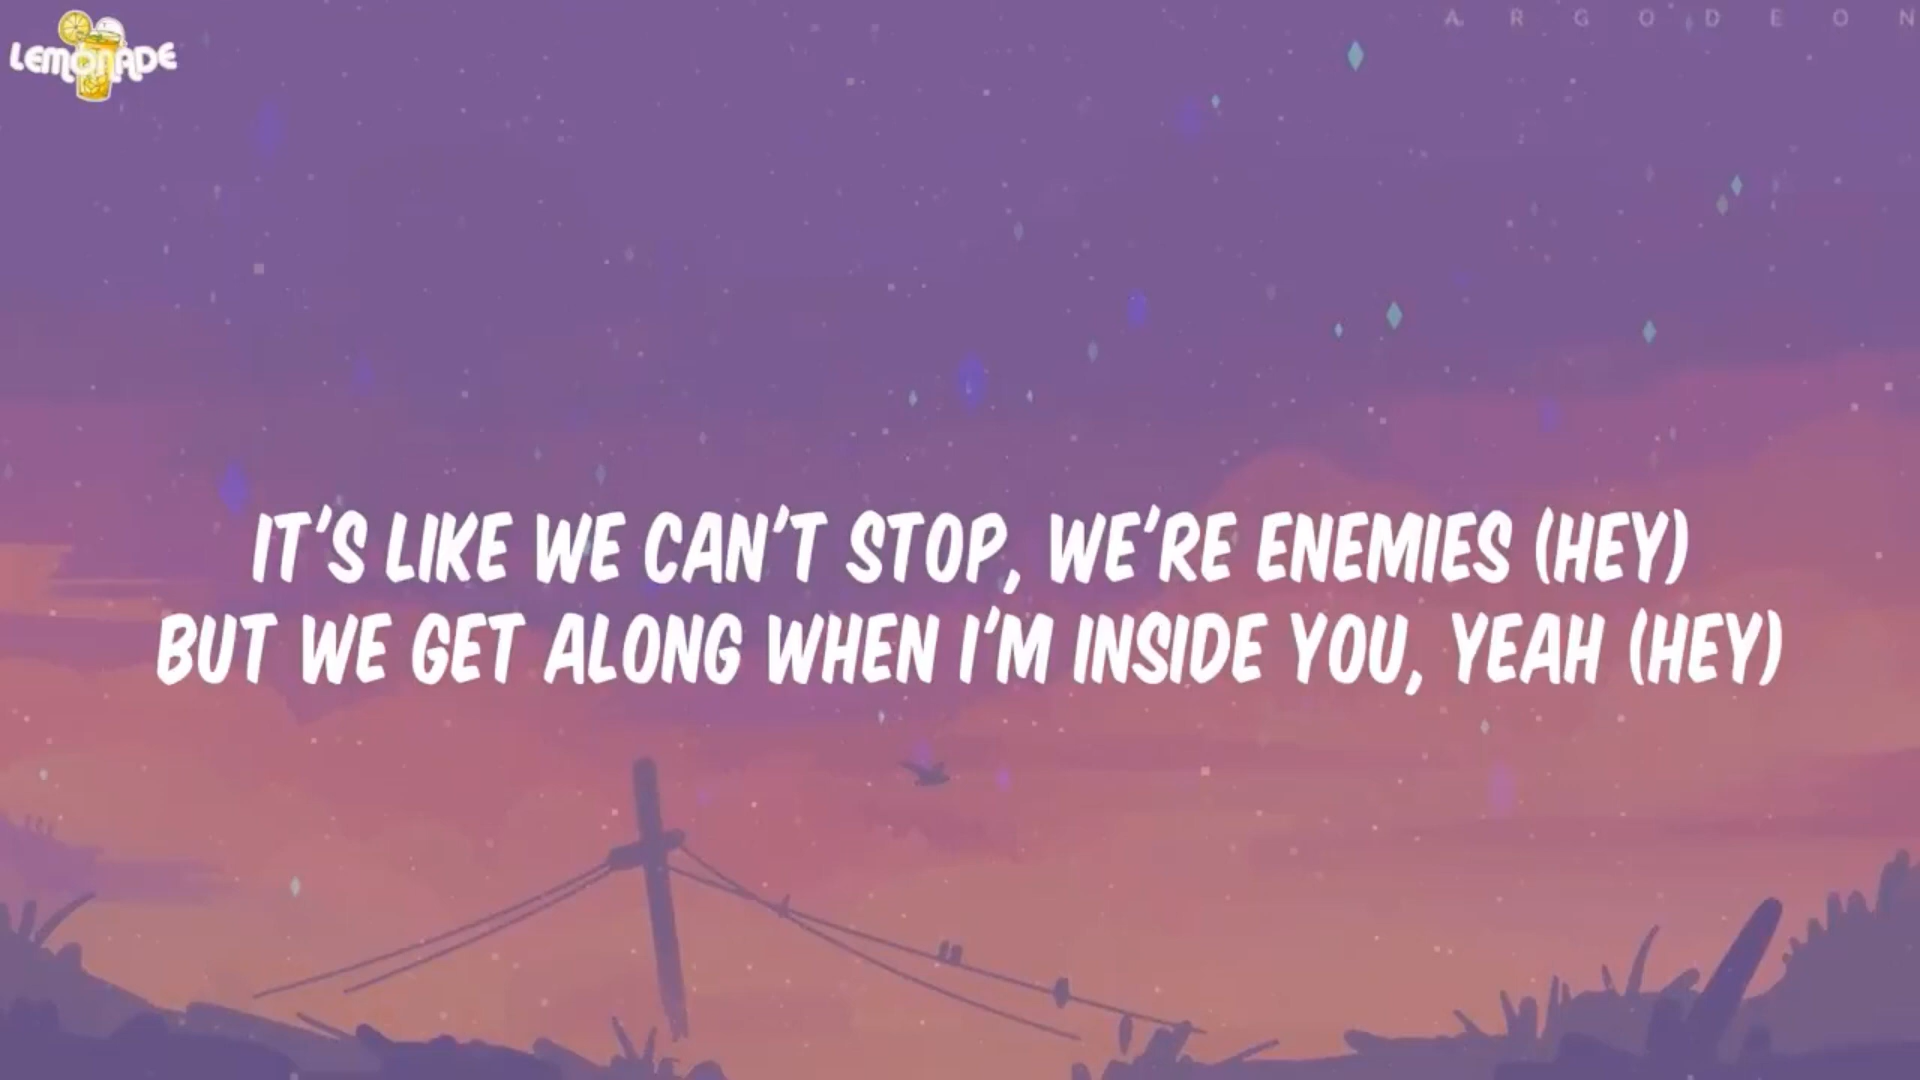 LEMONADE
ARGODEON
IT'S LIKE WE CAN'T STOP, WE'RE ENEMIES (HEY)
BUT WE GET ALONG WHEN I'M INSIDE YOU, YEAH (HEY)